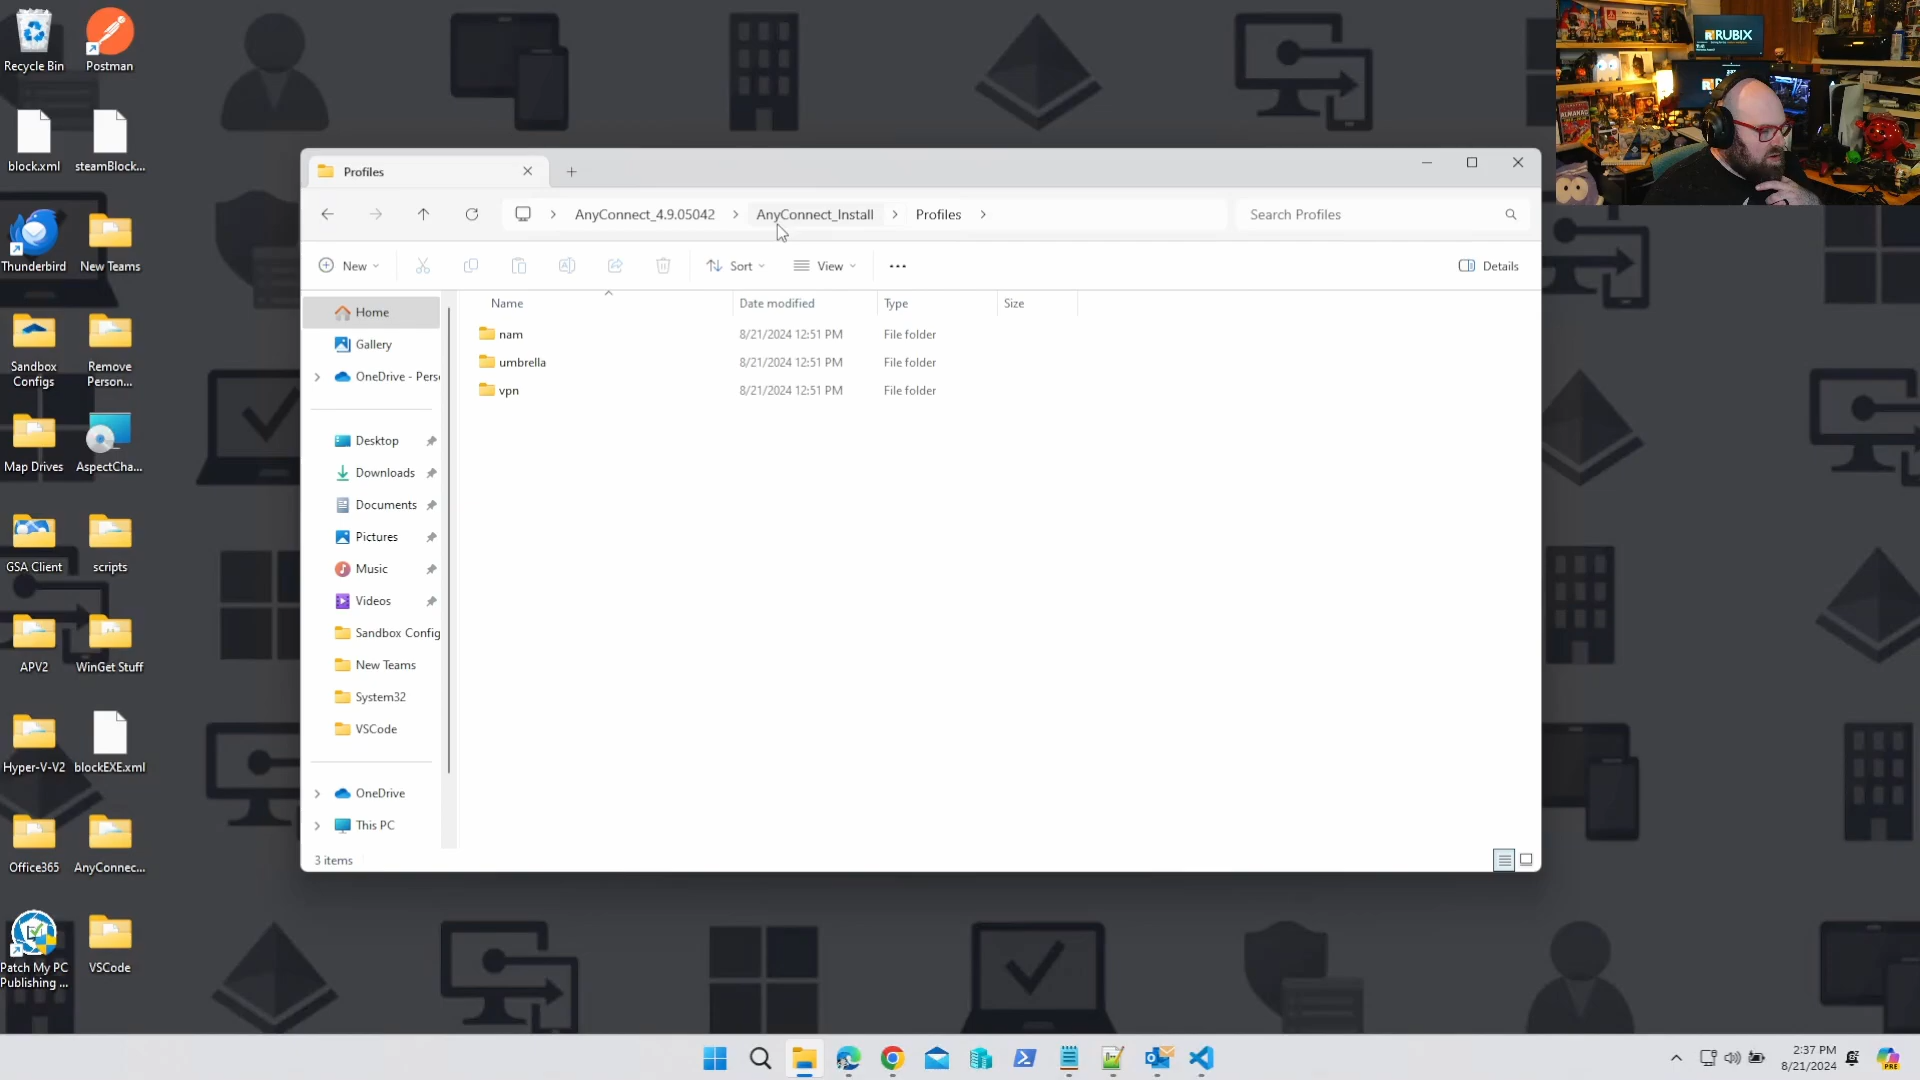 Recycle Bin
Postman
block.xml
steamBlock...
Thunderbird
New Teams
Sandbox Configs
Remove Person...
Map Drives
AspectCha...
GSA Client
scripts
APV2
WinGet Stuff
Hyper-V-V2
blockEXE.xml
Office365
AnyConnec...
Patch My PC Publishing ...
VSCode
Profiles
AnyConnect_4.9.05042 > AnyConnect_Install > Profiles >
Search Profiles
New
Sort
View
Details
Home
Gallery
OneDrive - Pers
Desktop
Downloads
Documents
Pictures
Music
Videos
Sandbox Config
New Teams
System32
VSCode
OneDrive
This PC
Name Date modified Type Size
nam 8/21/2024 12:51 PM File folder
umbrella 8/21/2024 12:51 PM File folder
vpn 8/21/2024 12:51 PM File folder
3 items
RUBIX
ALMANAC
2:37 PM
8/21/2024
PRE